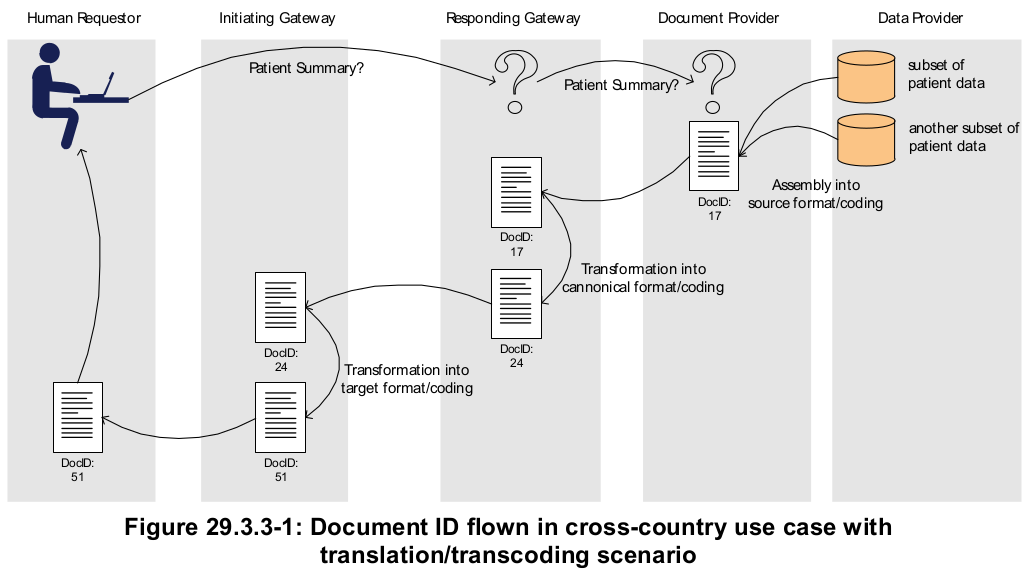 Human Requestor
Initiating Gateway
Responding Gateway
Document Provider
Data Provider
Patient Summary?
Patient Summary?
?
?
subset of
patient data
another subset of
patient data
Assembly into
source format/coding
DocID:
17
DocID:
17
Transformation into
cannonical format/coding
DocID:
24
DocID:
24
Transformation into
target format/coding
DocID:
51
DocID:
51
Figure 29.3.3-1: Document ID flown in cross-country use case with
translation/transcoding scenario